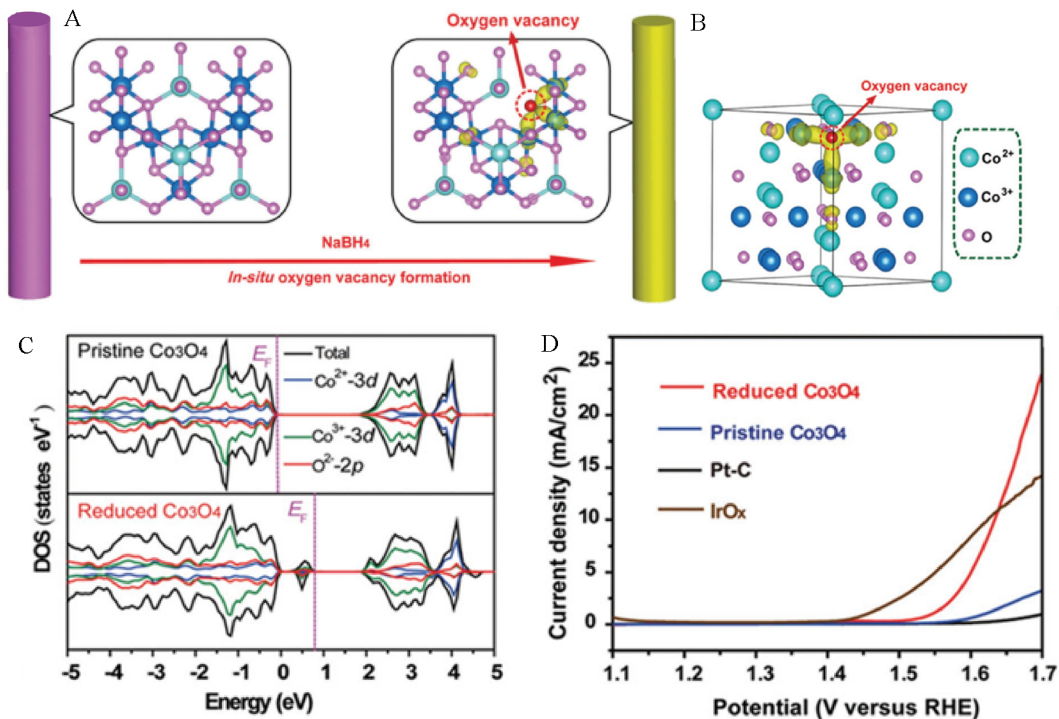 A
Oxygen vacancy
NaBH4
In-situ oxygen vacancy formation
B
Oxygen vacancy
Co2+
Co3+
O
C
Pristine Co3O4
EF
Total
Co2+-3d
Co3+-3d
O2--2p
Reduced Co3O4
EF
DOS (states eV-1)
-5 -4 -3 -2 -1 0 1 2 3 4 5
Energy (eV)
D
25
20
15
10
5
0
Reduced Co3O4
Pristine Co3O4
Pt-C
IrOx
Current density (mA/cm2)
1.1 1.2 1.3 1.4 1.5 1.6 1.7
Potential (V versus RHE)